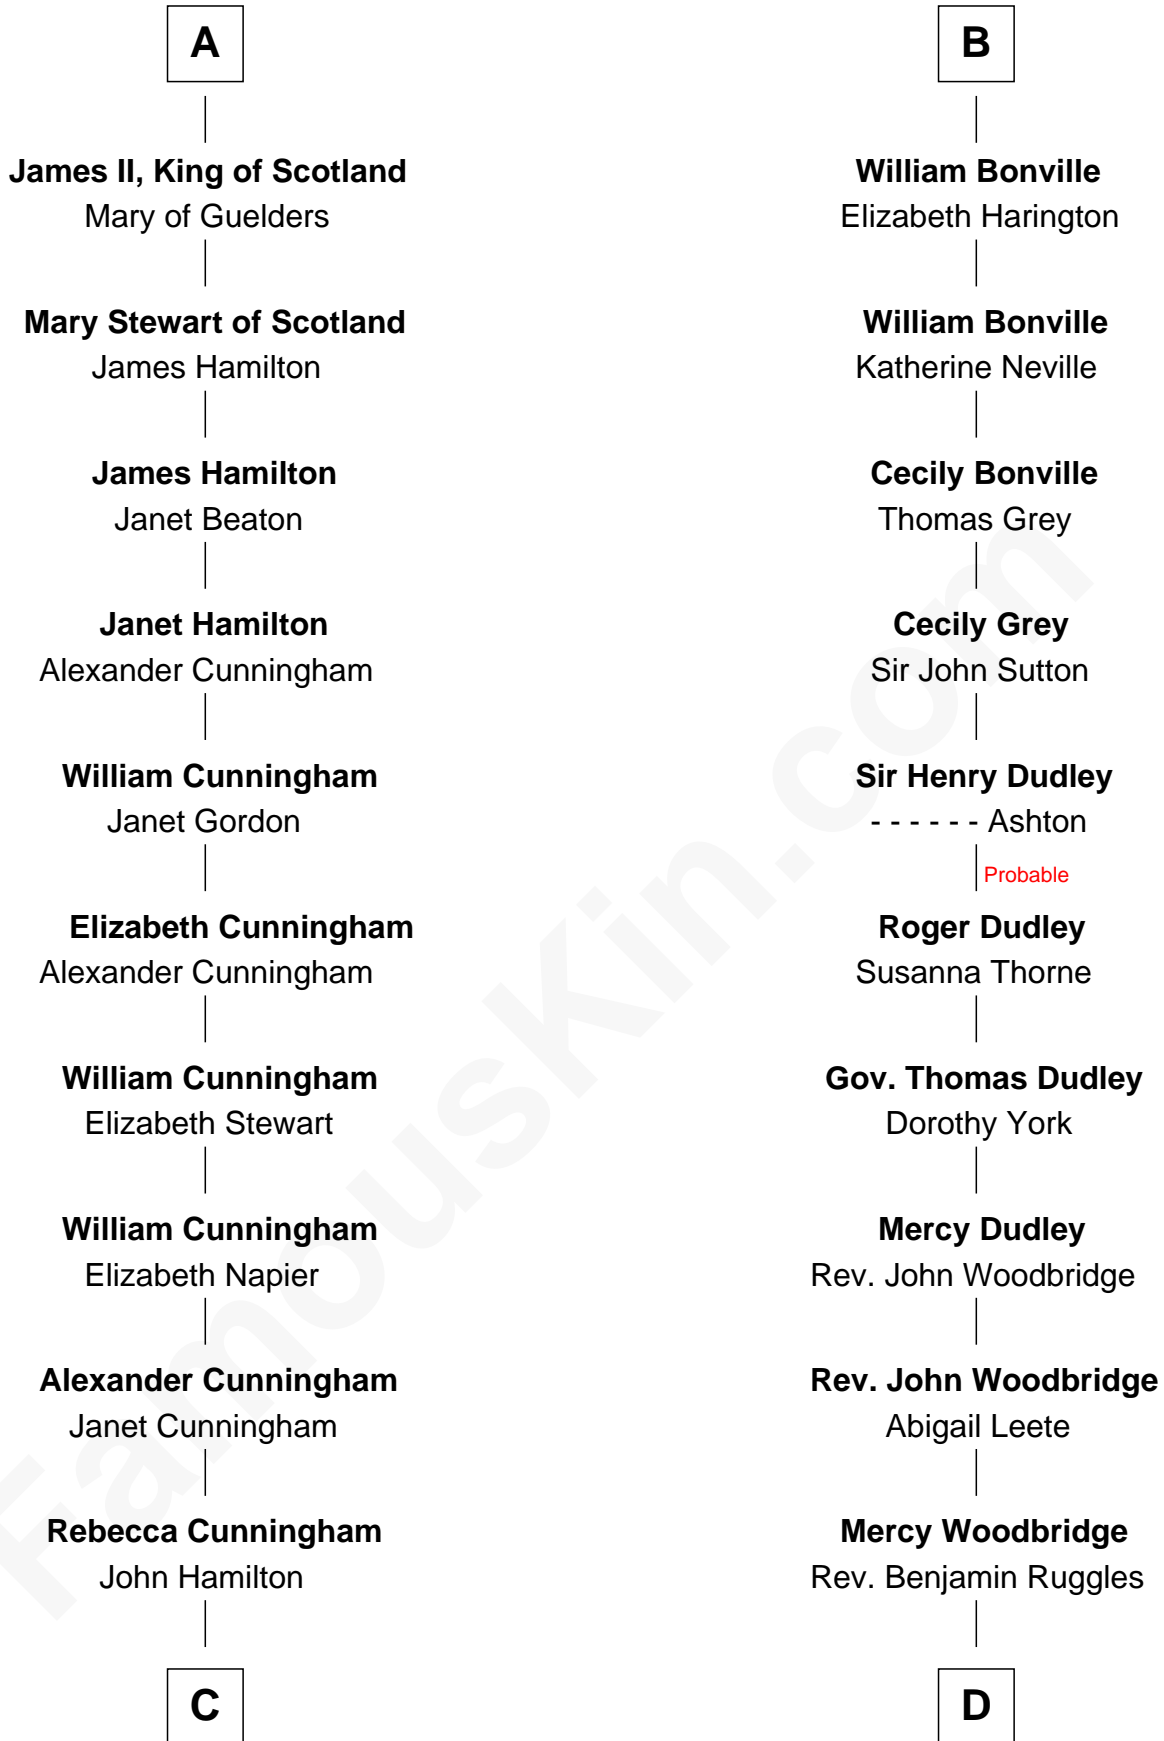 A
James II, King of Scotland
Mary of Guelders
Mary Stewart of Scotland
James Hamilton
James Hamilton
Janet Beaton
Janet Hamilton
Alexander Cunningham
William Cunningham
Janet Gordon
Elizabeth Cunningham
Alexander Cunningham
William Cunningham
Elizabeth Stewart
William Cunningham
Elizabeth Napier
Alexander Cunningham
Janet Cunningham
Rebecca Cunningham
John Hamilton
C
B
William Bonville
Elizabeth Harington
William Bonville
Katherine Neville
Cecily Bonville
Thomas Grey
Cecily Grey
Sir John Sutton
Sir Henry Dudley
- - - - - - Ashton
Probable
Roger Dudley
Susanna Thorne
Gov. Thomas Dudley
Dorothy York
Mercy Dudley
Rev. John Woodbridge
Rev. John Woodbridge
Abigail Leete
Mercy Woodbridge
Rev. Benjamin Ruggles
D
FamousKin.com